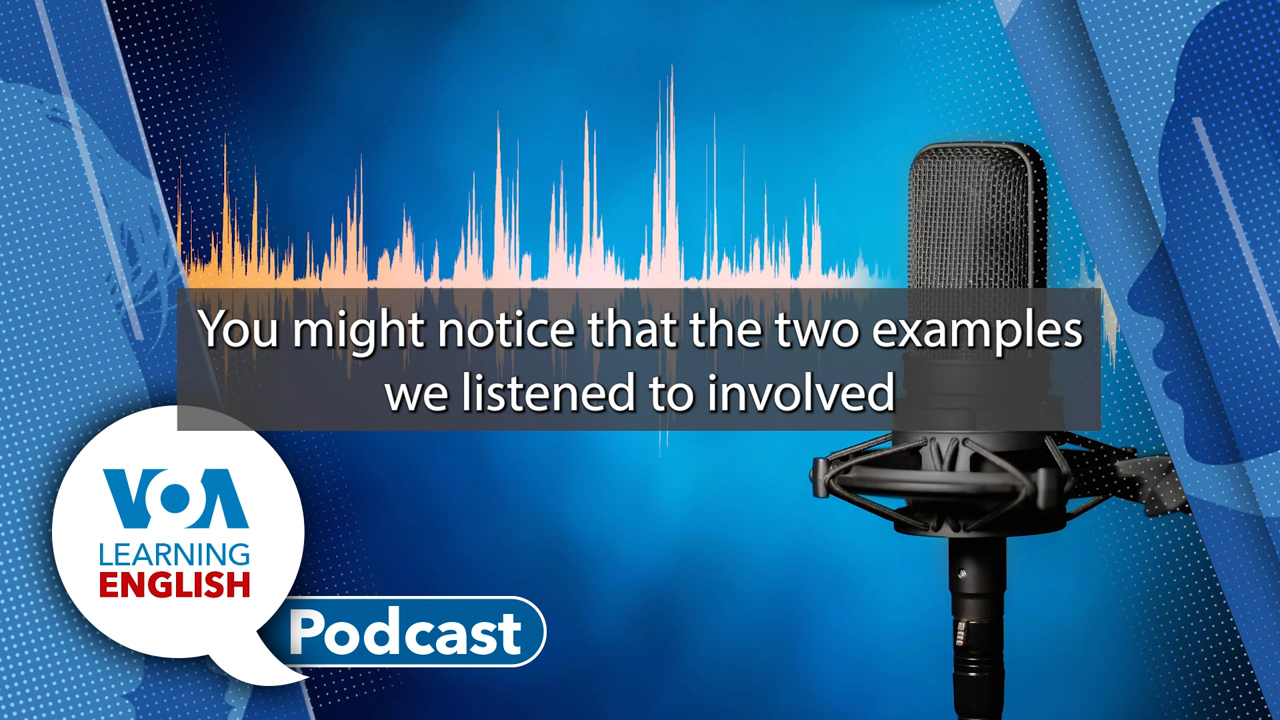 You might notice that the two examples
we listened to involved
VOA
LEARNING
ENGLISH
Podcast